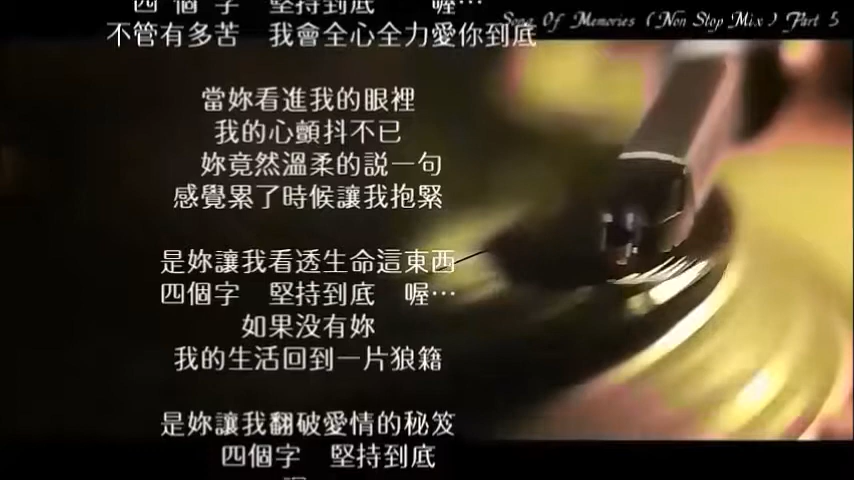 四個字　堅持到底　喔…
Song Of Memories (Non Stop Mix) Part 5
不管有多苦　我會全心全力愛你到底
當妳看進我的眼裡
我的心顫抖不已
妳竟然溫柔的說一句
感覺累了時候讓我抱緊
是妳讓我看透生命這東西
四個字　堅持到底　喔…
如果沒有妳
我的生活回到一片狼籍
是妳讓我翻破愛情的秘笈
四個字　堅持到底